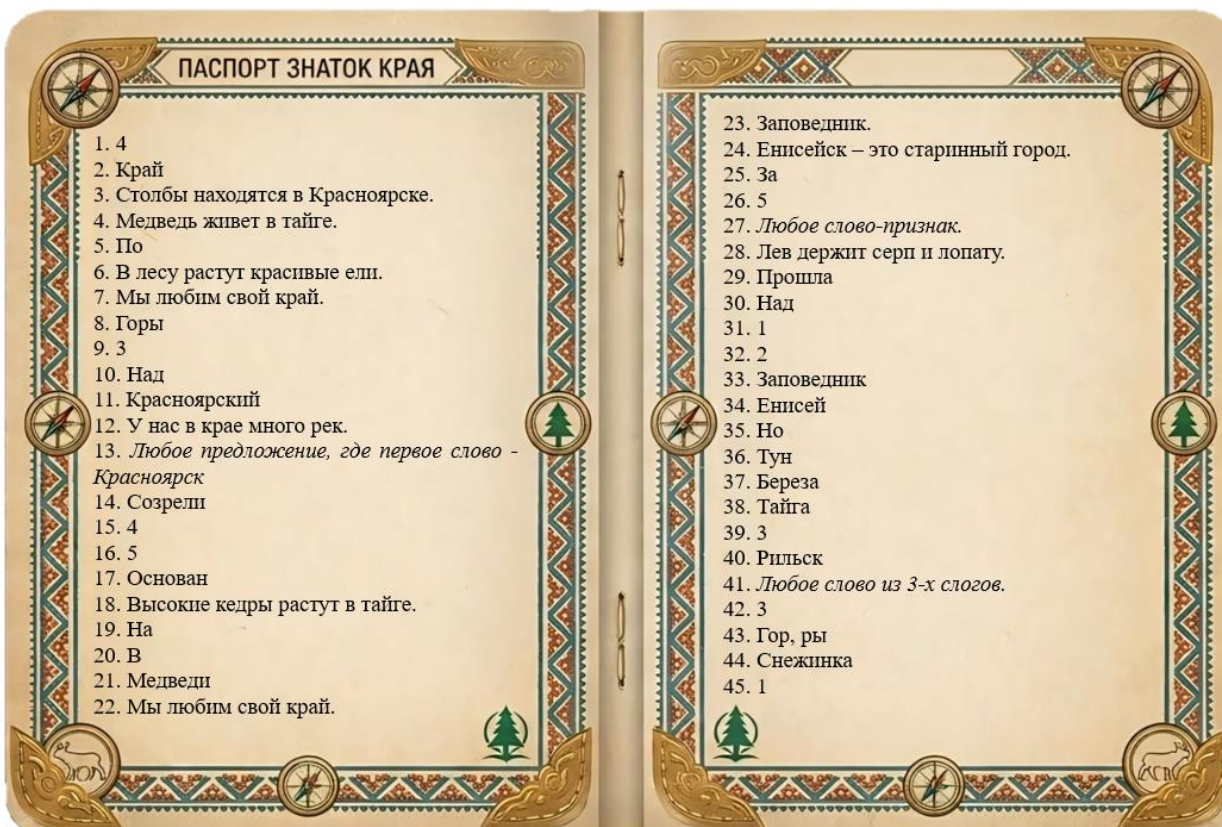 ПАСПОРТ ЗНАТОК КРАЯ
1. 4
2. Край
3. Столбы находятся в Красноярске.
4. Медведь живет в тайге.
5. По
6. В лесу растут красивые ели.
7. Мы любим свой край.
8. Горы
9. 3
10. Над
11. Красноярский
12. У нас в крае много рек.
13. Любое предложение, где первое слово -
Красноярск
14. Созрели
15. 4
16. 5
17. Основан
18. Высокие кедры растут в тайге.
19. На
20. В
21. Медведи
22. Мы любим свой край.
23. Заповедник.
24. Енисейск – это старинный город.
25. За
26. 5
27. Любое слово-признак.
28. Лев держит серп и лопату.
29. Прошла
30. Над
31. 1
32. 2
33. Заповедник
34. Енисей
35. Но
36. Тун
37. Береза
38. Тайга
39. 3
40. Рильск
41. Любое слово из 3-х слогов.
42. 3
43. Гор, ры
44. Снежинка
45. 1